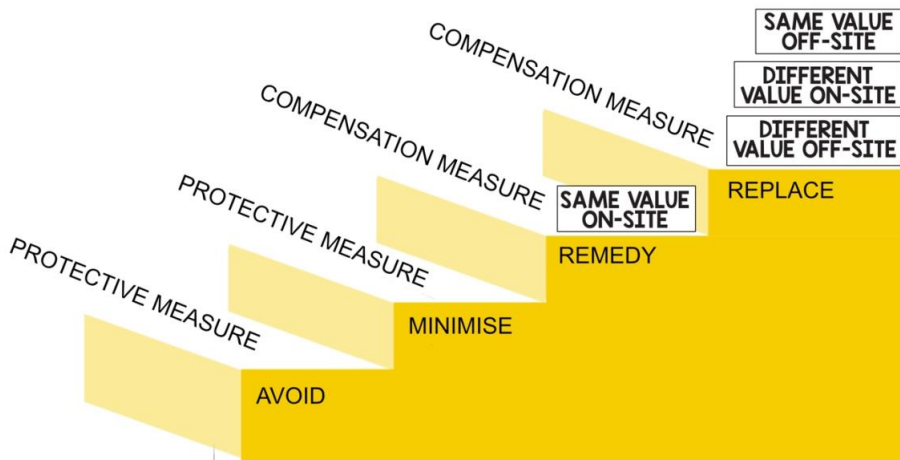 SAME VALUE
OFF-SITE
DIFFERENT
VALUE ON-SITE
DIFFERENT
VALUE OFF-SITE
COMPENSATION MEASURE
REPLACE
COMPENSATION MEASURE
SAME VALUE
ON-SITE
REMEDY
PROTECTIVE MEASURE
MINIMISE
PROTECTIVE MEASURE
AVOID